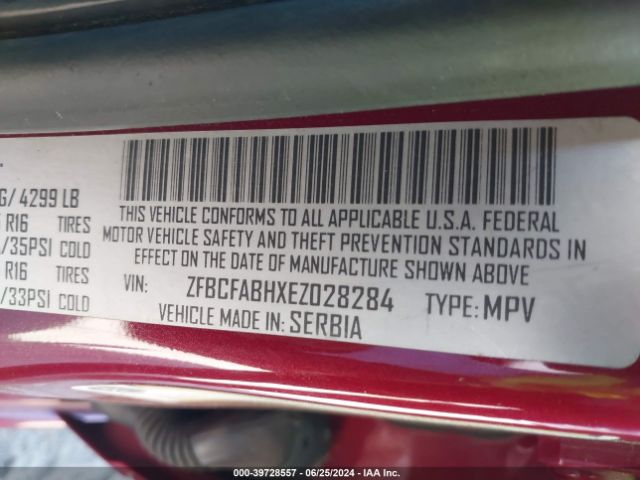 G/ 4299 LB
R16 TIRES
/35PSI COLD
R16 TIRES
/33PSI COLD
THIS VEHICLE CONFORMS TO ALL APPLICABLE U.S.A. FEDERAL
MOTOR VEHICLE SAFETY AND THEFT PREVENTION STANDARDS IN
EFFECT ON THE DATE OF MANUFACTURE SHOWN ABOVE
VIN: ZFBCFABHXEZ028284 TYPE: MPV
VEHICLE MADE IN: SERBIA
000-39728557 - 06/25/2024 - IAA Inc.